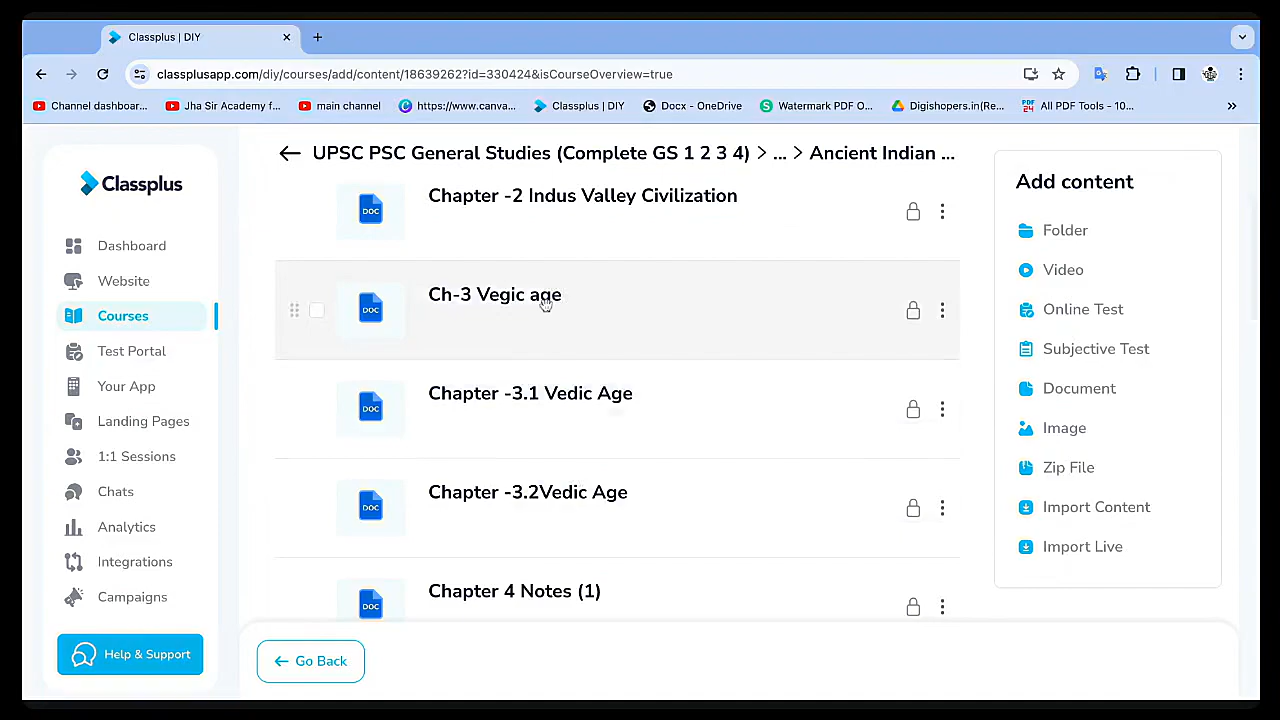 Classplus | DIY
classplusapp.com/diy/courses/add/content/18639262?id=330424&isCourseOverview=true
Channel dashboar... Jha Sir Academy f... main channel https://www.canva... Classplus | DIY Docx - OneDrive Watermark PDF O... Digishopers.in(Re... All PDF Tools - 10...
Classplus
Dashboard
Website
Courses
Test Portal
Your App
Landing Pages
1:1 Sessions
Chats
Analytics
Integrations
Campaigns
Help & Support
UPSC PSC General Studies (Complete GS 1 2 3 4) > ... > Ancient Indian ...
DOC
Chapter -2 Indus Valley Civilization
DOC
Ch-3 Vegic age
DOC
Chapter -3.1 Vedic Age
DOC
Chapter -3.2Vedic Age
DOC
Chapter 4 Notes (1)
Go Back
Add content
Folder
Video
Online Test
Subjective Test
Document
Image
Zip File
Import Content
Import Live